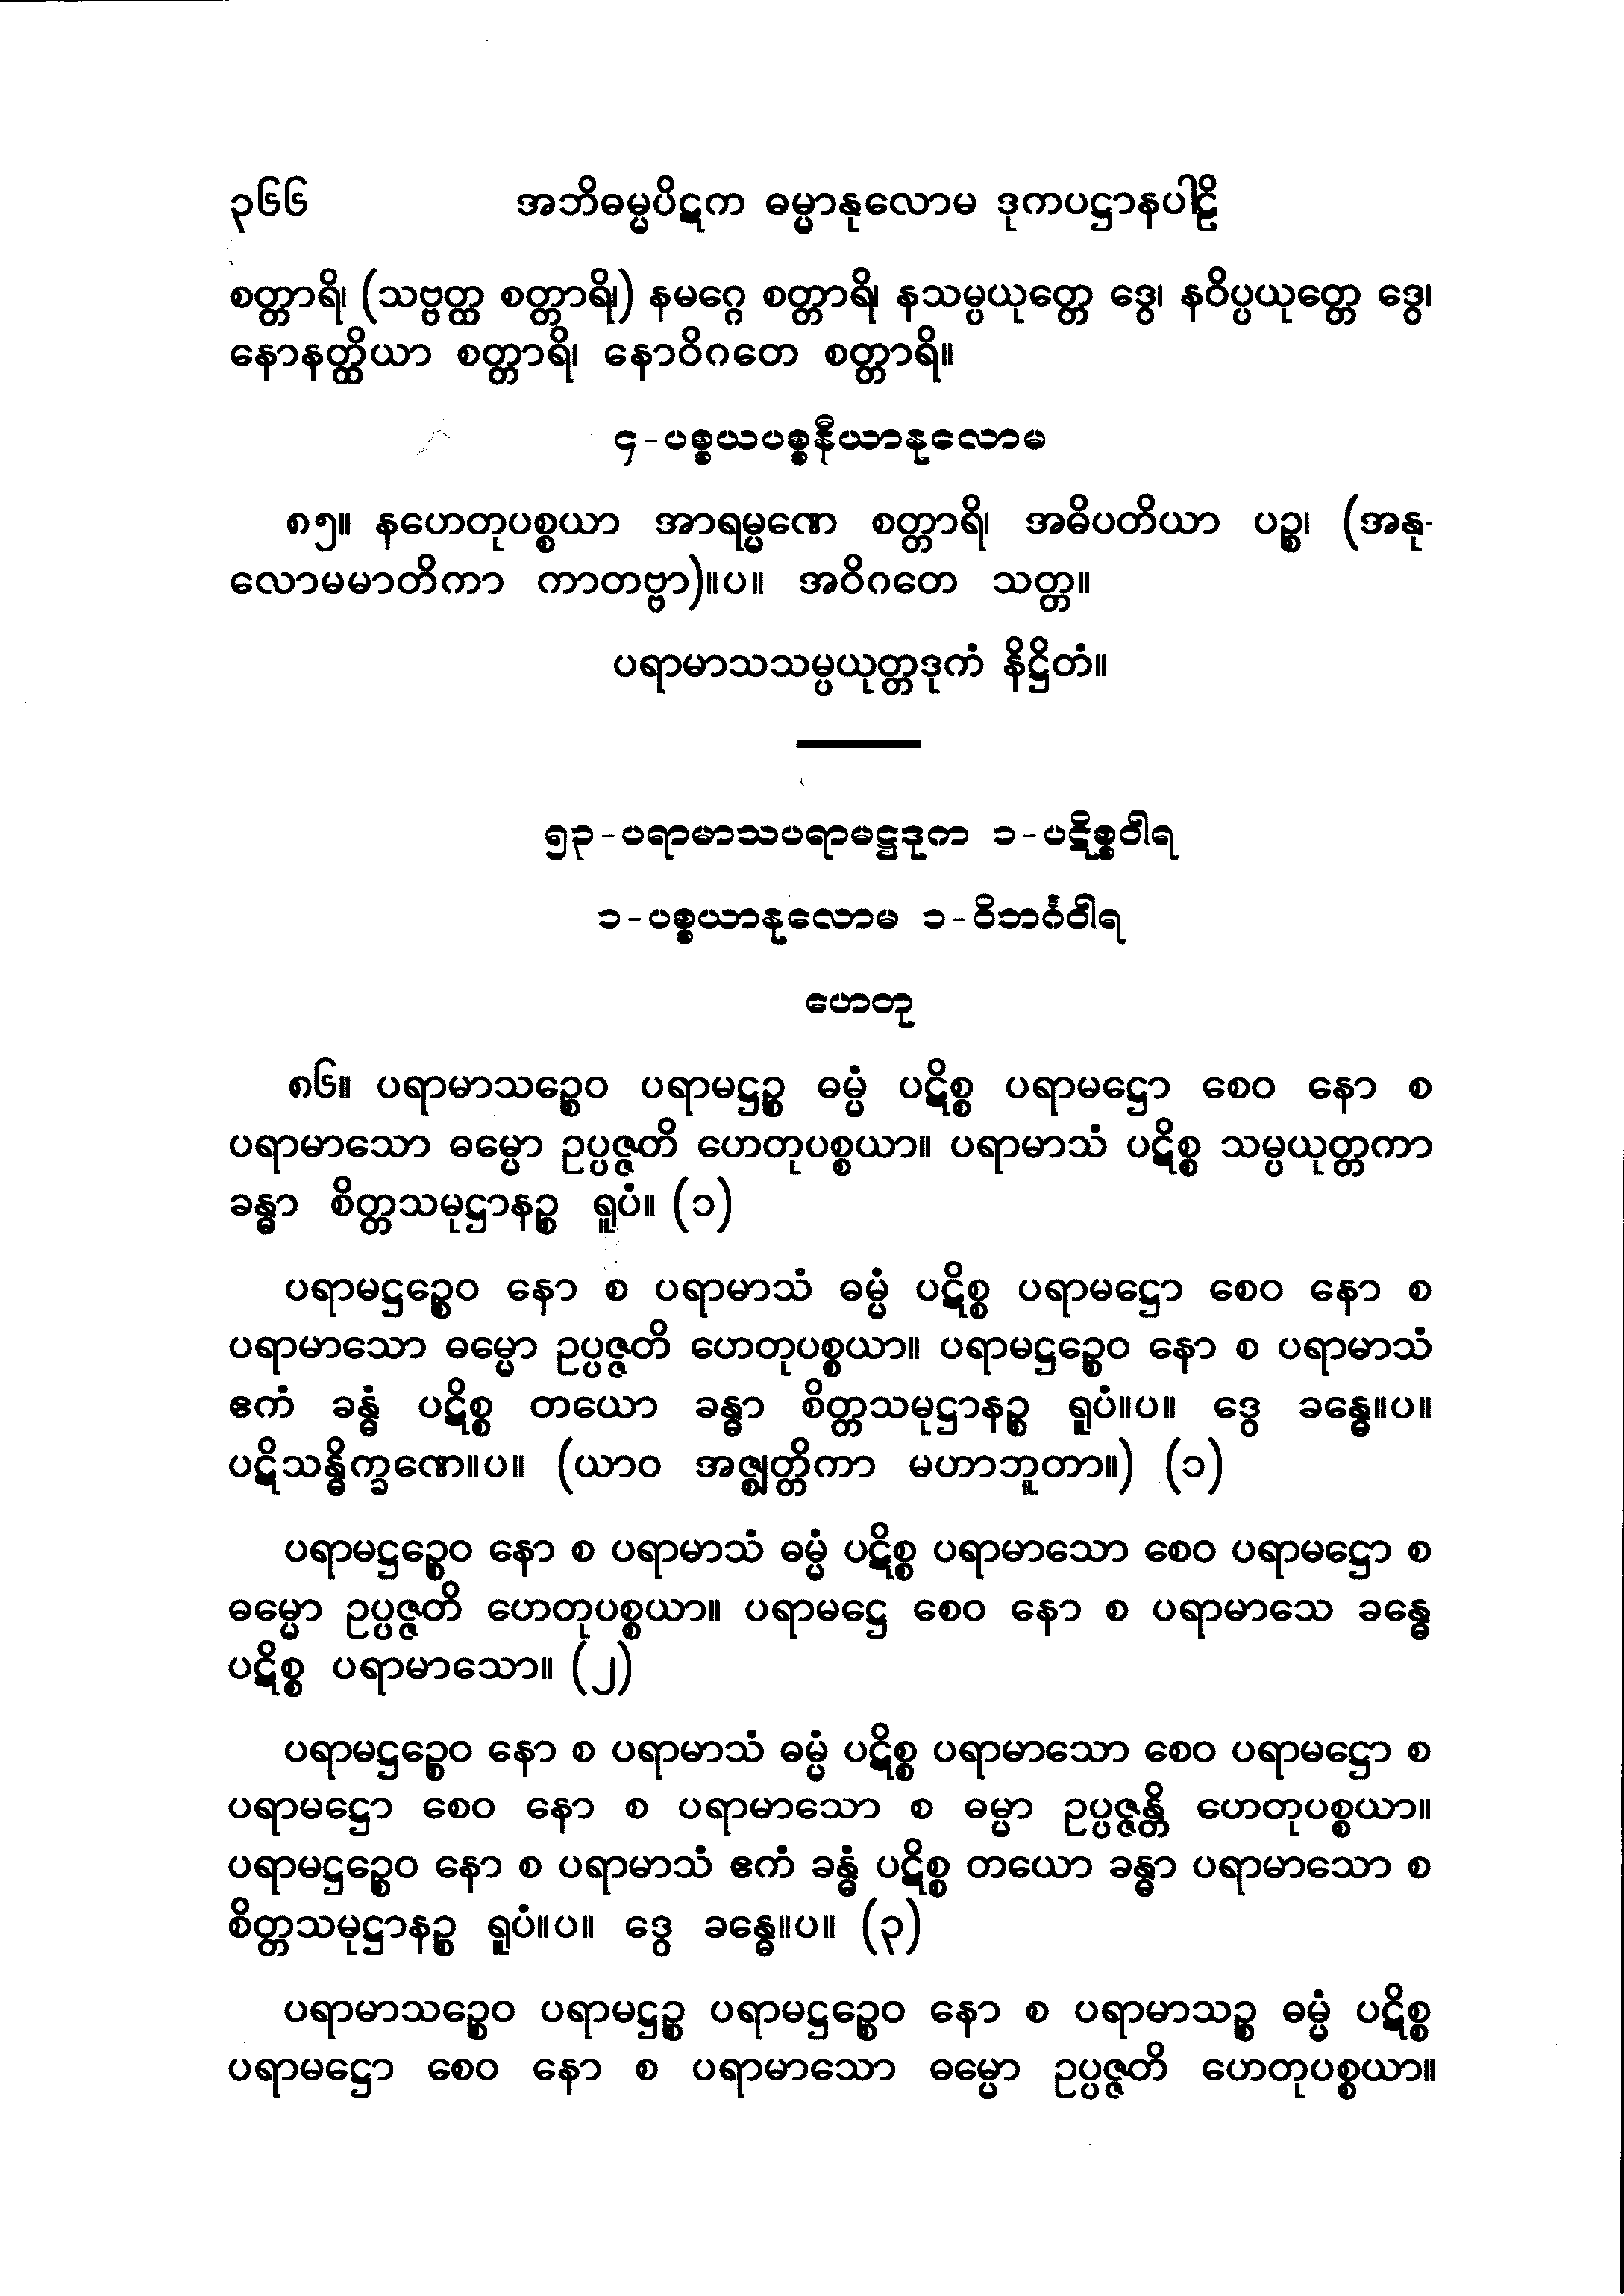 ၃၆၆ အဘိဓမ္မပိဋက ဓမ္မာနုလောမ ဒုကပဋ္ဌာနပါဠိ
စတ္တာရိ၊ (သဗ္ဗတ္ထ စတ္တာရိ၊) နမဂ္ဂေ စတ္တာရိ၊ နသမ္ပယုတ္တေ ဒွေ၊ နဝိပ္ပယုတ္တေ ဒွေ၊
နောနတ္ထိယာ စတ္တာရိ၊ နောဝိဂတေ စတ္တာရိ။
၄-ပစ္စယပစ္စနီယာနုလောမ
၈၅။ နဟေတုပစ္စယာ အာရမ္မဏေ စတ္တာရိ၊ အဓိပတိယာ ပဉ္စ၊ (အနု-
လောမမာတိကာ ကာတဗ္ဗာ)။ပ။ အဝိဂတေ သတ္တ။
ပရာမာသသမ္ပယုတ္တဒုကံ နိဋ္ဌိတံ။
၅၃-ပရာမာသပရာမဋ္ဌဒုက ၁-ပဋိစ္စဝါရ
၁-ပစ္စယာနုလောမ ၁-ဝိဘင်္ဂဝါရ
ဟေတု
၈၆။ ပရာမာသဉ္စေဝ ပရာမဋ္ဌဉ္စ ဓမ္မံ ပဋိစ္စ ပရာမဋ္ဌော စေဝ နော စ
ပရာမာသော ဓမ္မော ဥပ္ပဇ္ဇတိ ဟေတုပစ္စယာ။ ပရာမာသံ ပဋိစ္စ သမ္ပယုတ္တကာ
ခန္ဓာ စိတ္တသမုဋ္ဌာနဉ္စ ရူပံ။ (၁)
ပရာမဋ္ဌဉ္စေဝ နော စ ပရာမာသံ ဓမ္မံ ပဋိစ္စ ပရာမဋ္ဌော စေဝ နော စ
ပရာမာသော ဓမ္မော ဥပ္ပဇ္ဇတိ ဟေတုပစ္စယာ။ ပရာမဋ္ဌဉ္စေဝ နော စ ပရာမာသံ
ဧကံ ခန္ဓံ ပဋိစ္စ တယော ခန္ဓာ စိတ္တသမုဋ္ဌာနဉ္စ ရူပံ။ပ။ ဒွေ ခန္ဓေ။ပ။
ပဋိသန္ဓိက္ခဏေ။ပ။ (ယာဝ အဇ္ဈတ္တိကာ မဟာဘူတာ။) (၁)
ပရာမဋ္ဌဉ္စေဝ နော စ ပရာမာသံ ဓမ္မံ ပဋိစ္စ ပရာမာသော စေဝ ပရာမဋ္ဌော စ
ဓမ္မော ဥပ္ပဇ္ဇတိ ဟေတုပစ္စယာ။ ပရာမဋ္ဌေ စေဝ နော စ ပရာမာသေ ခန္ဓေ
ပဋိစ္စ ပရာမာသော။ (၂)
ပရာမဋ္ဌဉ္စေဝ နော စ ပရာမာသံ ဓမ္မံ ပဋိစ္စ ပရာမာသော စေဝ ပရာမဋ္ဌော စ
ပရာမဋ္ဌော စေဝ နော စ ပရာမာသော စ ဓမ္မာ ဥပ္ပဇ္ဇန္တိ ဟေတုပစ္စယာ။
ပရာမဋ္ဌဉ္စေဝ နော စ ပရာမာသံ ဧကံ ခန္ဓံ ပဋိစ္စ တယော ခန္ဓာ ပရာမာသော စ
စိတ္တသမုဋ္ဌာနဉ္စ ရူပံ။ပ။ ဒွေ ခန္ဓေ။ပ။ (၃)
ပရာမာသဉ္စေဝ ပရာမဋ္ဌဉ္စ ပရာမဋ္ဌဉ္စေဝ နော စ ပရာမာသဉ္စ ဓမ္မံ ပဋိစ္စ
ပရာမဋ္ဌော စေဝ နော စ ပရာမာသော ဓမ္မော ဥပ္ပဇ္ဇတိ ဟေတုပစ္စယာ။